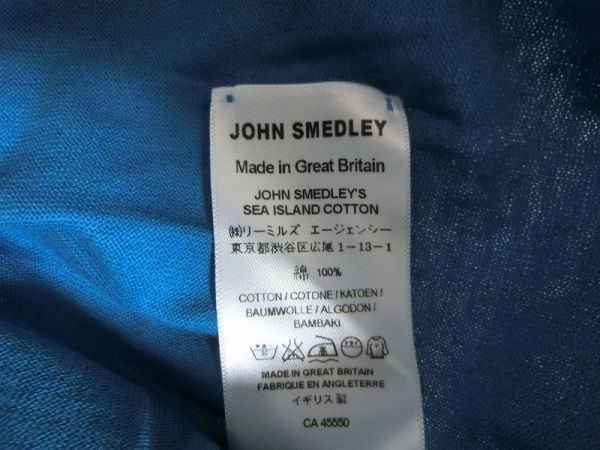 JOHN SMEDLEY
Made in Great Britain
JOHN SMEDLEY'S
SEA ISLAND COTTON
㈱リーミルズ エージェンシー
東京都渋谷区広尾1-13-1
綿 100%
COTTON / COTONE / KATOEN /
BAUMWOLLE / ALGODON /
BAMBAKI
MADE IN GREAT BRITAIN
FABRIQUE EN ANGLETERRE
イギリス製
CA 45550